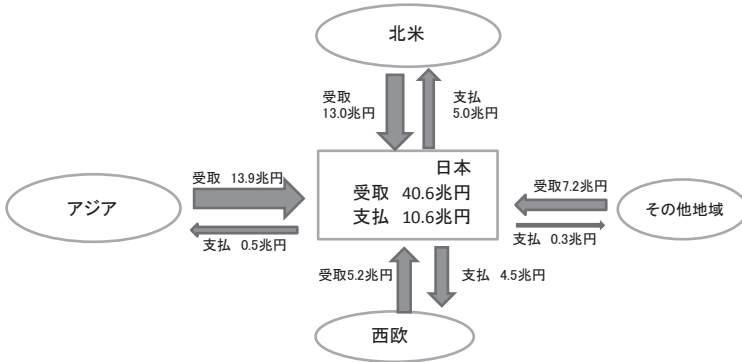 北米
受取
13.0兆円
支払
5.0兆円
日本
受取 40.6兆円
支払 10.6兆円
アジア
受取 13.9兆円
支払 0.5兆円
受取7.2兆円
支払 0.3兆円
その他地域
受取5.2兆円
支払 4.5兆円
西欧